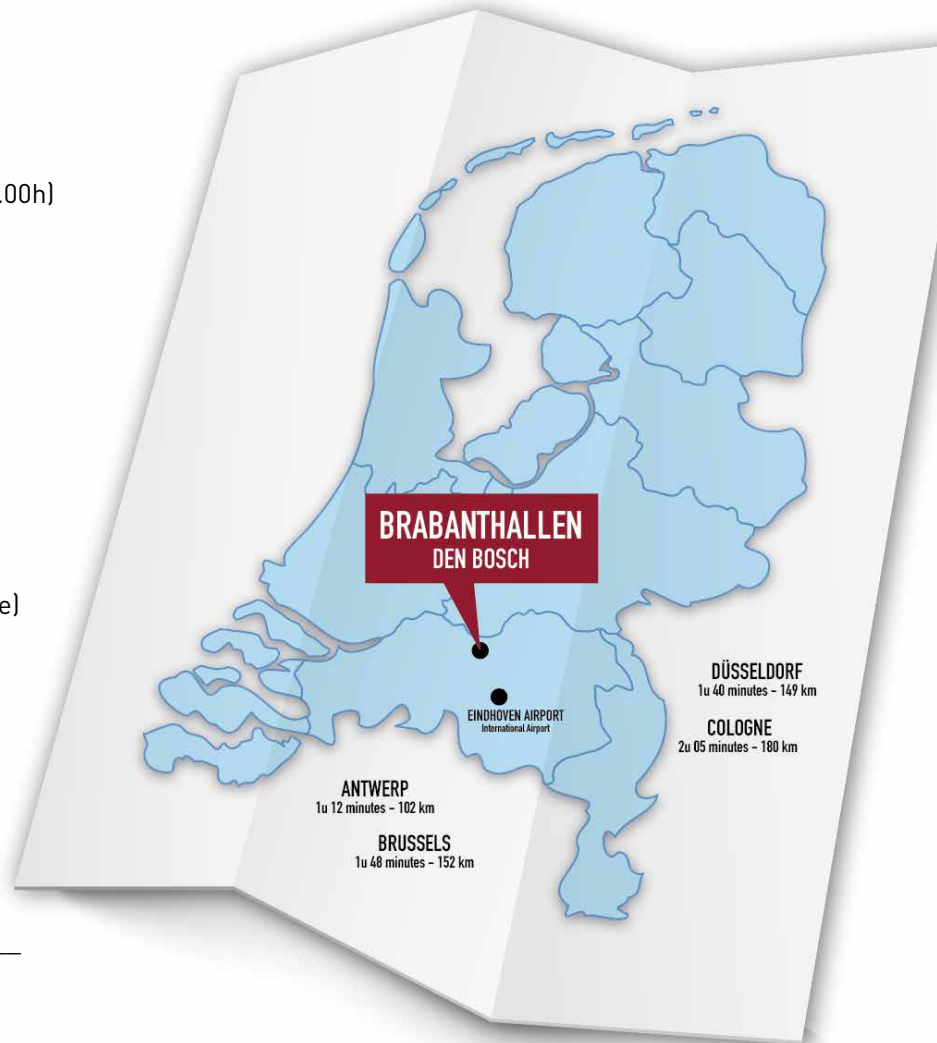 .00h)
BRABANTHALLEN
DEN BOSCH
e)
DÜSSELDORF
1u 40 minutes - 149 km
EINDHOVEN AIRPORT
International Airport
COLOGNE
2u 05 minutes - 180 km
ANTWERP
1u 12 minutes - 102 km
BRUSSELS
1u 48 minutes - 152 km